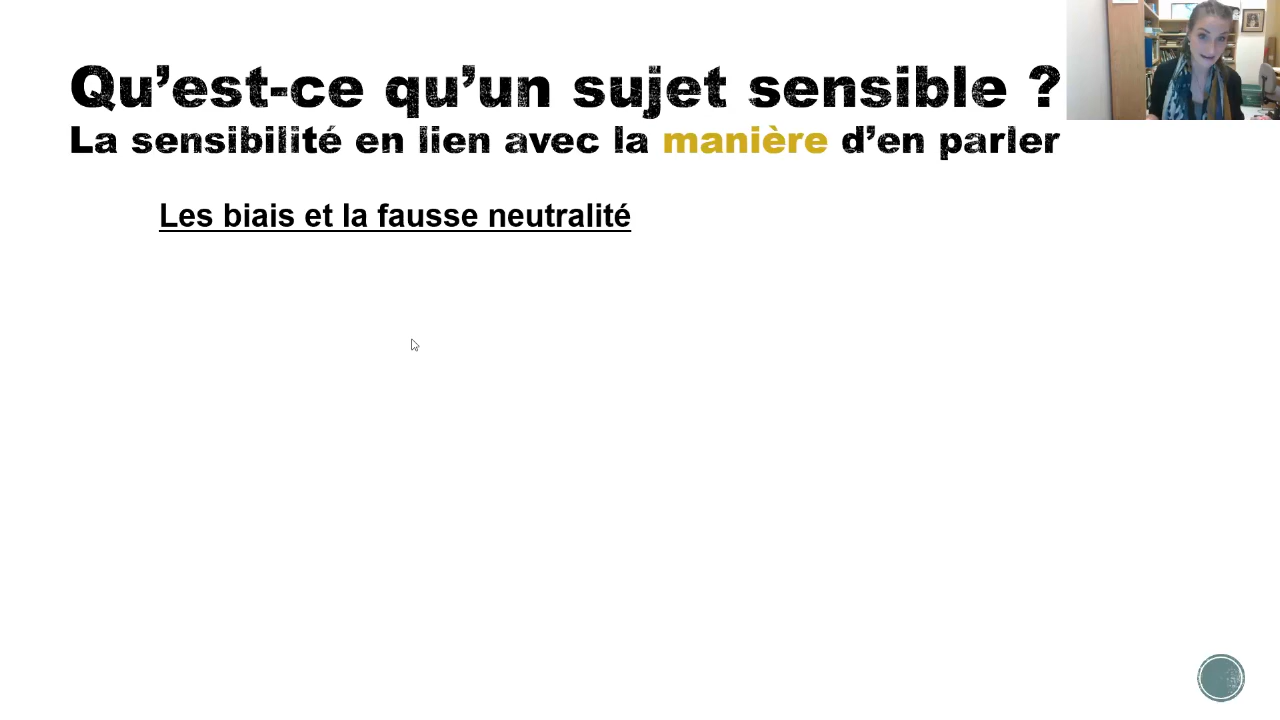 Qu’est-ce qu’un sujet sensible ?
La sensibilité en lien avec la manière d’en parler
Les biais et la fausse neutralité